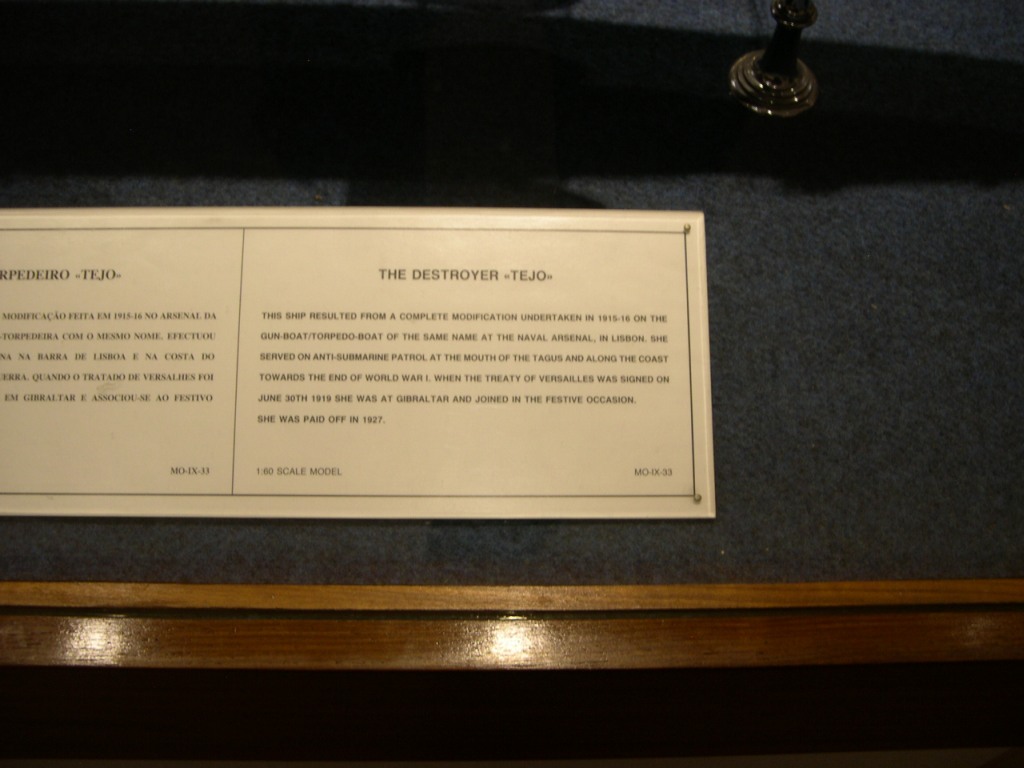 RPEDEIRO «TEJO»
MODIFICAÇÃO FEITA EM 1915-16 NO ARSENAL DA
-TORPEDEIRA COM O MESMO NOME. EFECTUOU
NA NA BARRA DE LISBOA E NA COSTA DO
ERRA. QUANDO O TRATADO DE VERSALHES FOI
EM GIBRALTAR E ASSOCIOU-SE AO FESTIVO
MO-IX-33
THE DESTROYER «TEJO»
THIS SHIP RESULTED FROM A COMPLETE MODIFICATION UNDERTAKEN IN 1915-16 ON THE
GUN-BOAT/TORPEDO-BOAT OF THE SAME NAME AT THE NAVAL ARSENAL, IN LISBON. SHE
SERVED ON ANTI-SUBMARINE PATROL AT THE MOUTH OF THE TAGUS AND ALONG THE COAST
TOWARDS THE END OF WORLD WAR I. WHEN THE TREATY OF VERSAILLES WAS SIGNED ON
JUNE 30TH 1919 SHE WAS AT GIBRALTAR AND JOINED IN THE FESTIVE OCCASION.
SHE WAS PAID OFF IN 1927.
1:60 SCALE MODEL
MO-IX-33